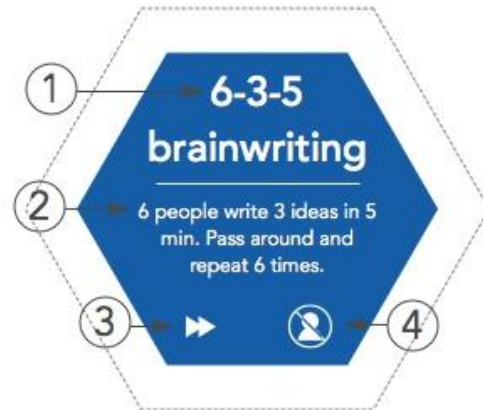 1
6-3-5
brainwriting
2
6 people write 3 ideas in 5
min. Pass around and
repeat 6 times.
3
4